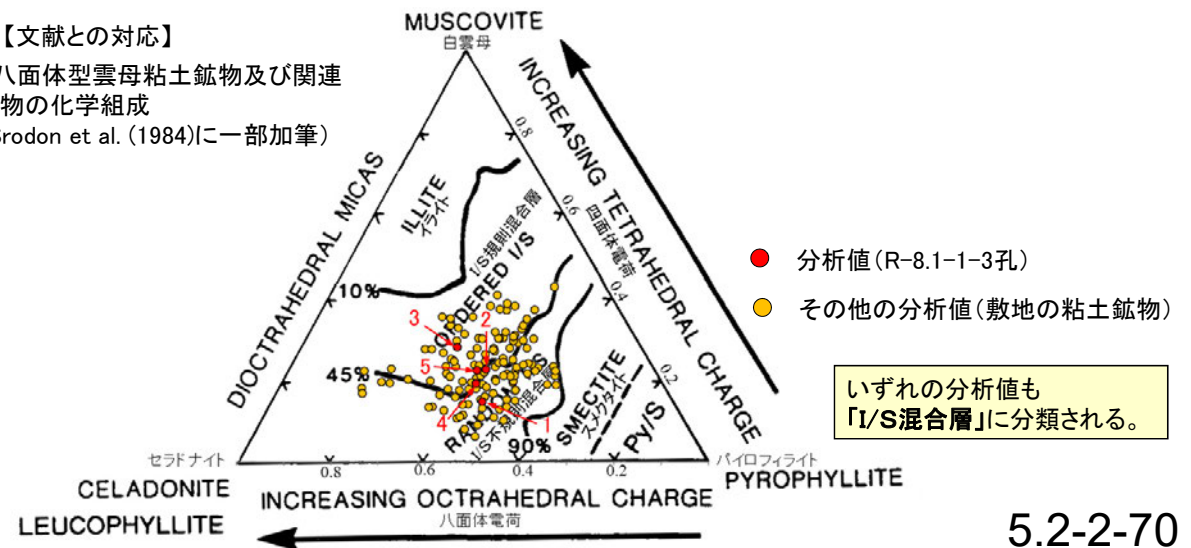 【文献との対応】
八面体型雲母粘土鉱物及び関連
物の化学組成
rodon et al. (1984)に一部加筆）
MUSCOVITE
白雲母
INCREASING TETRAHEDRAL CHARGE
四面体電荷
DIOCTRAHEDRAL MICAS
0.8
0.6
0.4
0.2
ILLITE
イライト
I/S規則混合層
ORDERED I/S
10%
45%
90%
3
2
5
4
1
I/S不規則混合層
SMECTITE
スメクタイト
Py/S
セラドナイト
CELADONITE
LEUCOPHYLLITE
0.8
0.6
0.4
0.2
パイロフィライト
PYROPHYLLITE
INCREASING OCTRAHEDRAL CHARGE
八面体電荷
分析値（R-8.1-1-3孔）
その他の分析値（敷地の粘土鉱物）
いずれの分析値も
「I/S混合層」に分類される。
5.2-2-70